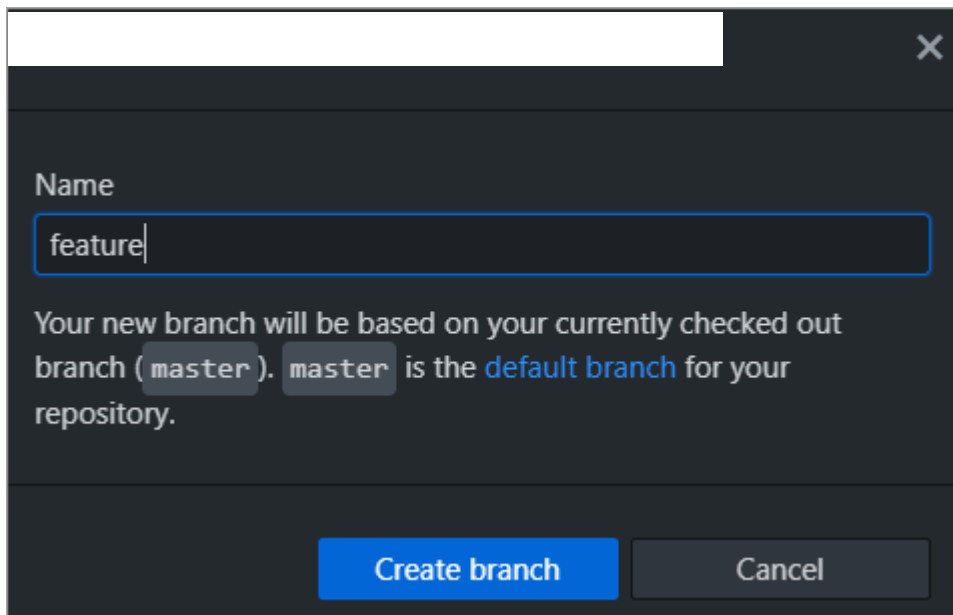 Name
feature
Your new branch will be based on your currently checked out
branch (master). master is the default branch for your
repository.
Create branch Cancel